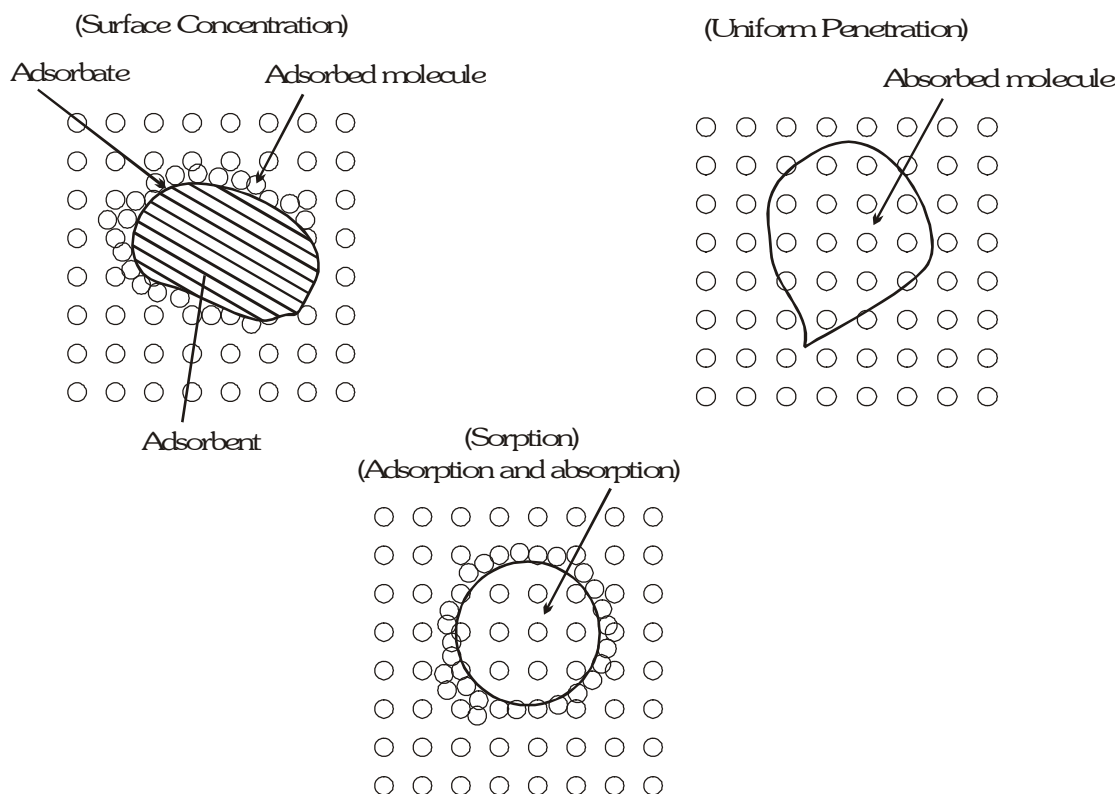 (Surface Concentration)
Adsorbate
Adsorbed molecule
Adsorbent
(Uniform Penetration)
Absorbed molecule
(Sorption)
(Adsorption and absorption)